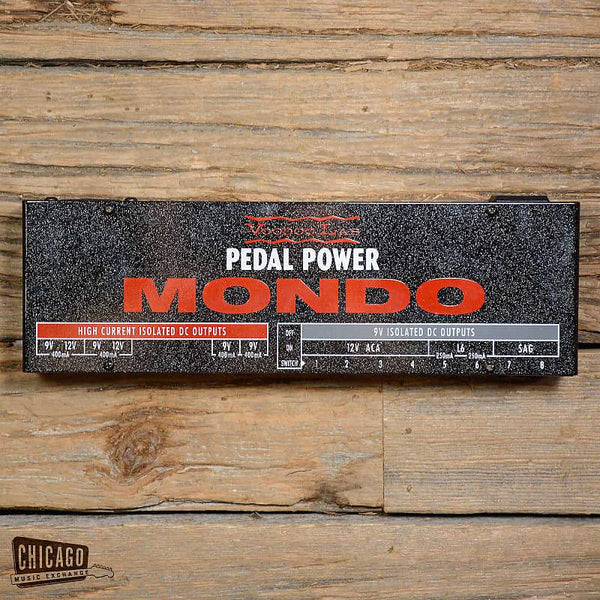 VOODOO LAB
PEDAL POWER
MONDO
HIGH CURRENT ISOLATED DC OUTPUTS
9V 12V 9V 12V 9V 9V
400mA 400mA 400mA 400mA
OFF 9V ISOLATED DC OUTPUTS
ON 12V ACA L6 SAG
250mA 250mA
SWITCH 1 2 3 4 5 6 7 8
CHICAGO
MUSIC EXCHANGE